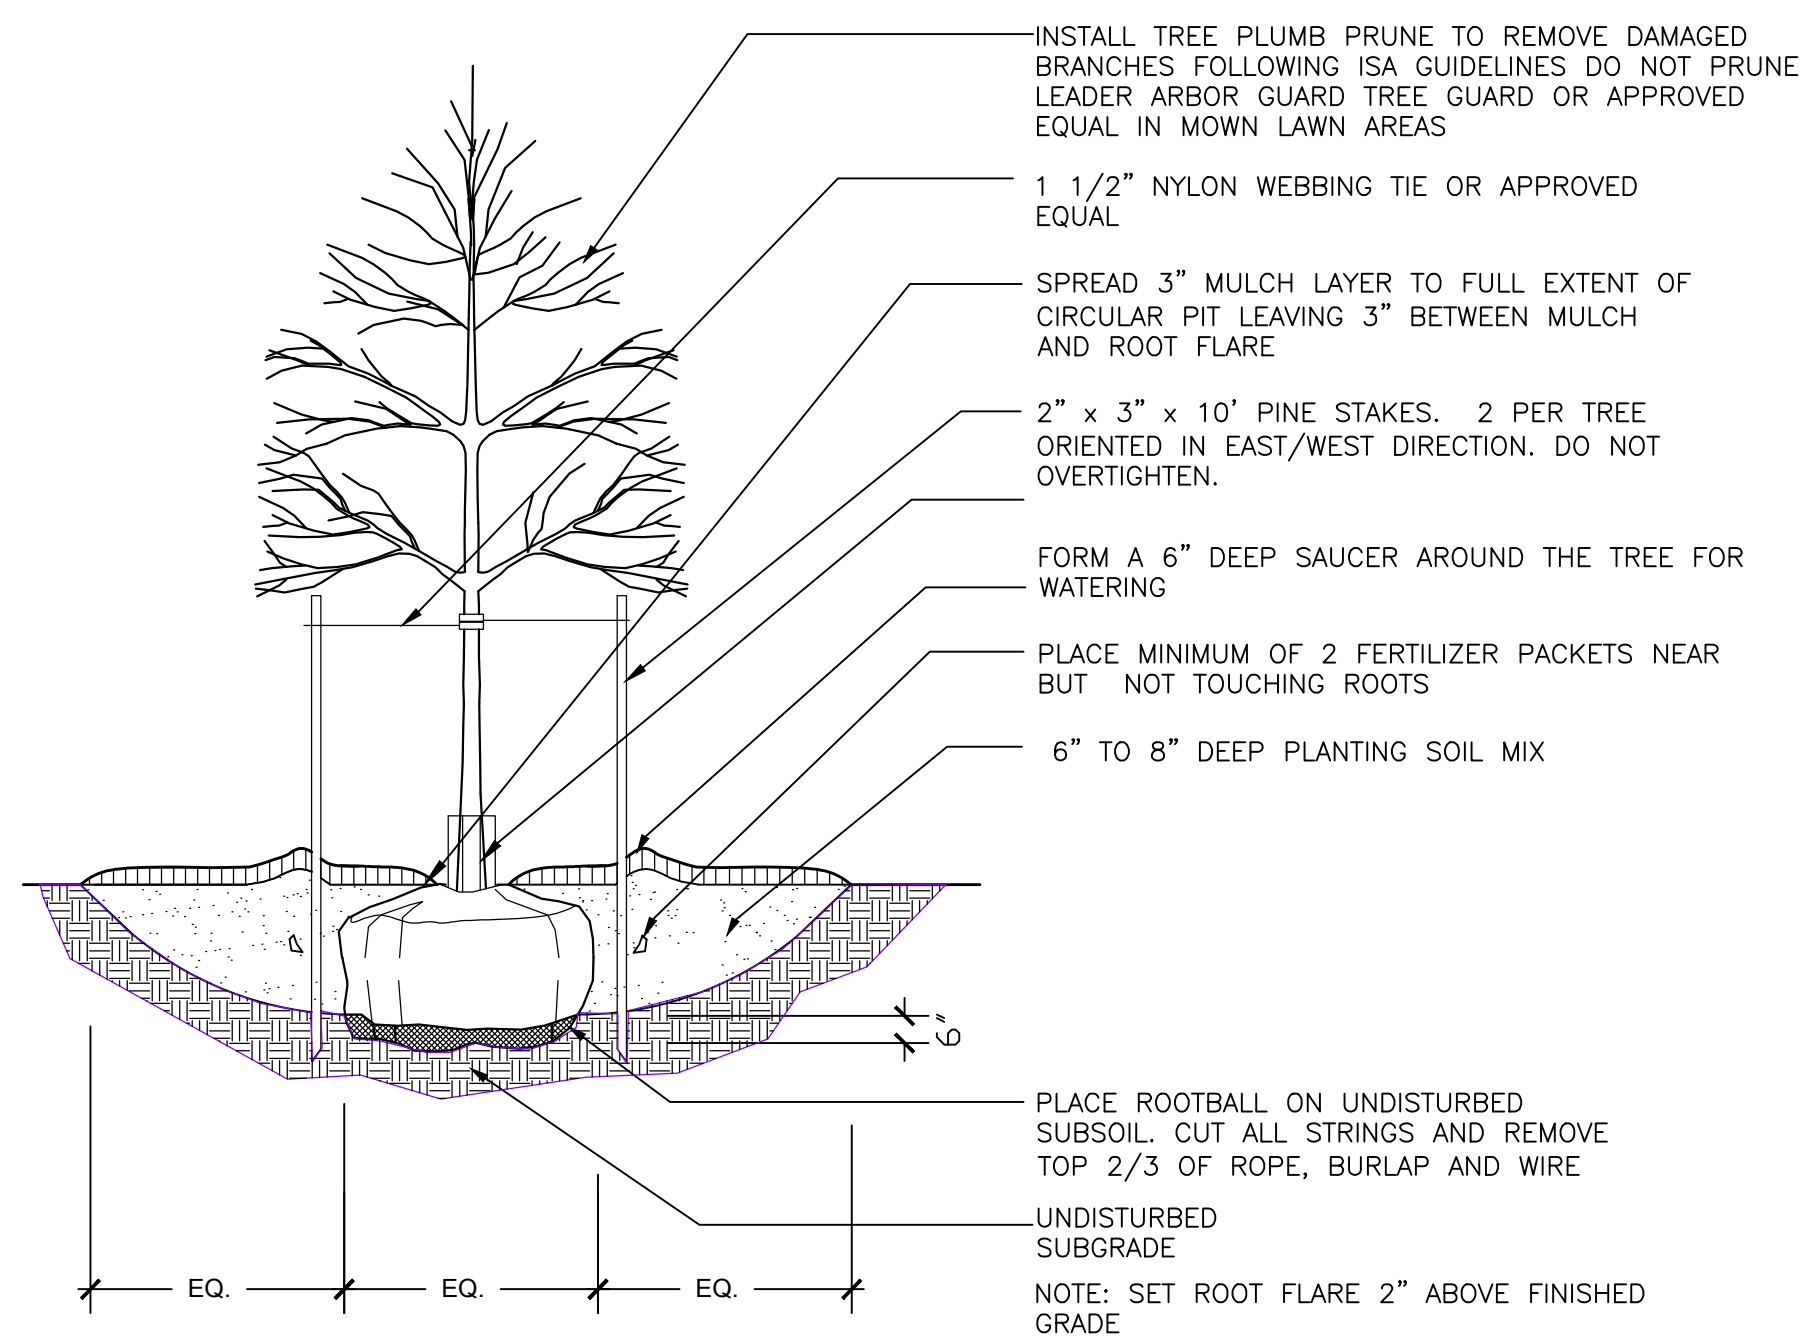 INSTALL TREE PLUMB PRUNE TO REMOVE DAMAGED
BRANCHES FOLLOWING ISA GUIDELINES DO NOT PRUNE
LEADER ARBOR GUARD TREE GUARD OR APPROVED
EQUAL IN MOWN LAWN AREAS
1 1/2” NYLON WEBBING TIE OR APPROVED
EQUAL
SPREAD 3” MULCH LAYER TO FULL EXTENT OF
CIRCULAR PIT LEAVING 3” BETWEEN MULCH
AND ROOT FLARE
2” x 3” x 10’ PINE STAKES. 2 PER TREE
ORIENTED IN EAST/WEST DIRECTION. DO NOT
OVERTIGHTEN.
FORM A 6” DEEP SAUCER AROUND THE TREE FOR
WATERING
PLACE MINIMUM OF 2 FERTILIZER PACKETS NEAR
BUT NOT TOUCHING ROOTS
6” TO 8” DEEP PLANTING SOIL MIX
6”
PLACE ROOTBALL ON UNDISTURBED
SUBSOIL. CUT ALL STRINGS AND REMOVE
TOP 2/3 OF ROPE, BURLAP AND WIRE
UNDISTURBED
SUBGRADE
EQ. EQ. EQ.
NOTE: SET ROOT FLARE 2” ABOVE FINISHED
GRADE